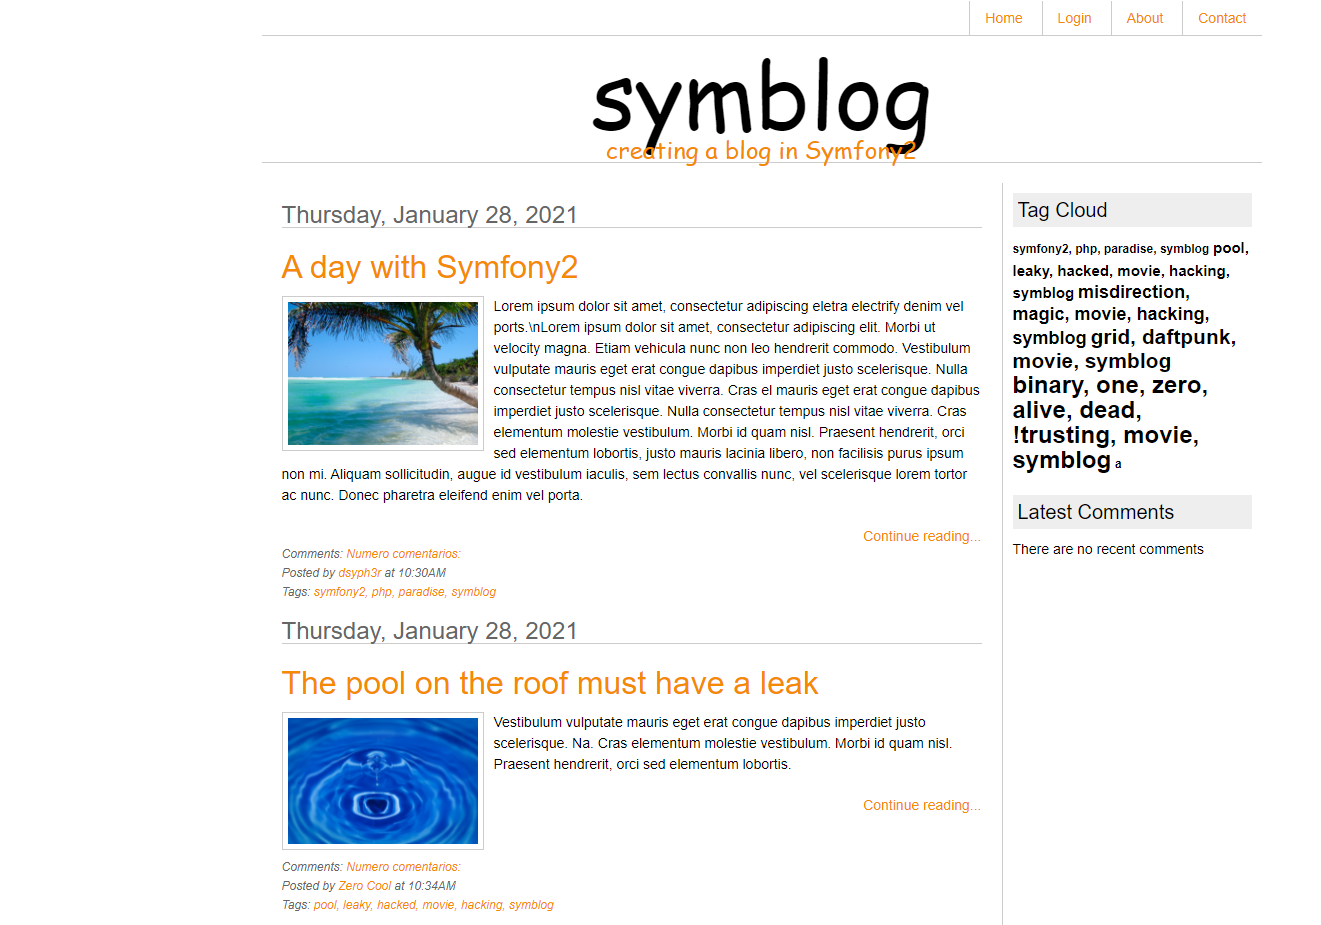 Home Login About Contact
symblog
creating a blog in Symfony2
Thursday, January 28, 2021
A day with Symfony2
Lorem ipsum dolor sit amet, consectetur adipiscing eletra electrify denim vel
ports.\nLorem ipsum dolor sit amet, consectetur adipiscing elit. Morbi ut
velocity magna. Etiam vehicula nunc non leo hendrerit commodo. Vestibulum
vulputate mauris eget erat congue dapibus imperdiet justo scelerisque. Nulla
consectetur tempus nisl vitae viverra. Cras el mauris eget erat congue dapibus
imperdiet justo scelerisque. Nulla consectetur tempus nisl vitae viverra. Cras
elementum molestie vestibulum. Morbi id quam nisl. Praesent hendrerit, orci
sed elementum lobortis, justo mauris lacinia libero, non facilisis purus ipsum
non mi. Aliquam sollicitudin, augue id vestibulum iaculis, sem lectus convallis nunc, vel scelerisque lorem tortor
ac nunc. Donec pharetra eleifend enim vel porta.
Continue reading...
Comments: Numero comentarios:
Posted by dsyph3r at 10:30AM
Tags: symfony2, php, paradise, symblog
Thursday, January 28, 2021
The pool on the roof must have a leak
Vestibulum vulputate mauris eget erat congue dapibus imperdiet justo
scelerisque. Na. Cras elementum molestie vestibulum. Morbi id quam nisl.
Praesent hendrerit, orci sed elementum lobortis.
Continue reading...
Comments: Numero comentarios:
Posted by Zero Cool at 10:34AM
Tags: pool, leaky, hacked, movie, hacking, symblog
Tag Cloud
symfony2, php, paradise, symblog pool,
leaky, hacked, movie, hacking,
symblog misdirection,
magic, movie, hacking,
symblog grid, daftpunk,
movie, symblog
binary, one, zero,
alive, dead,
!trusting, movie,
symblog a
Latest Comments
There are no recent comments